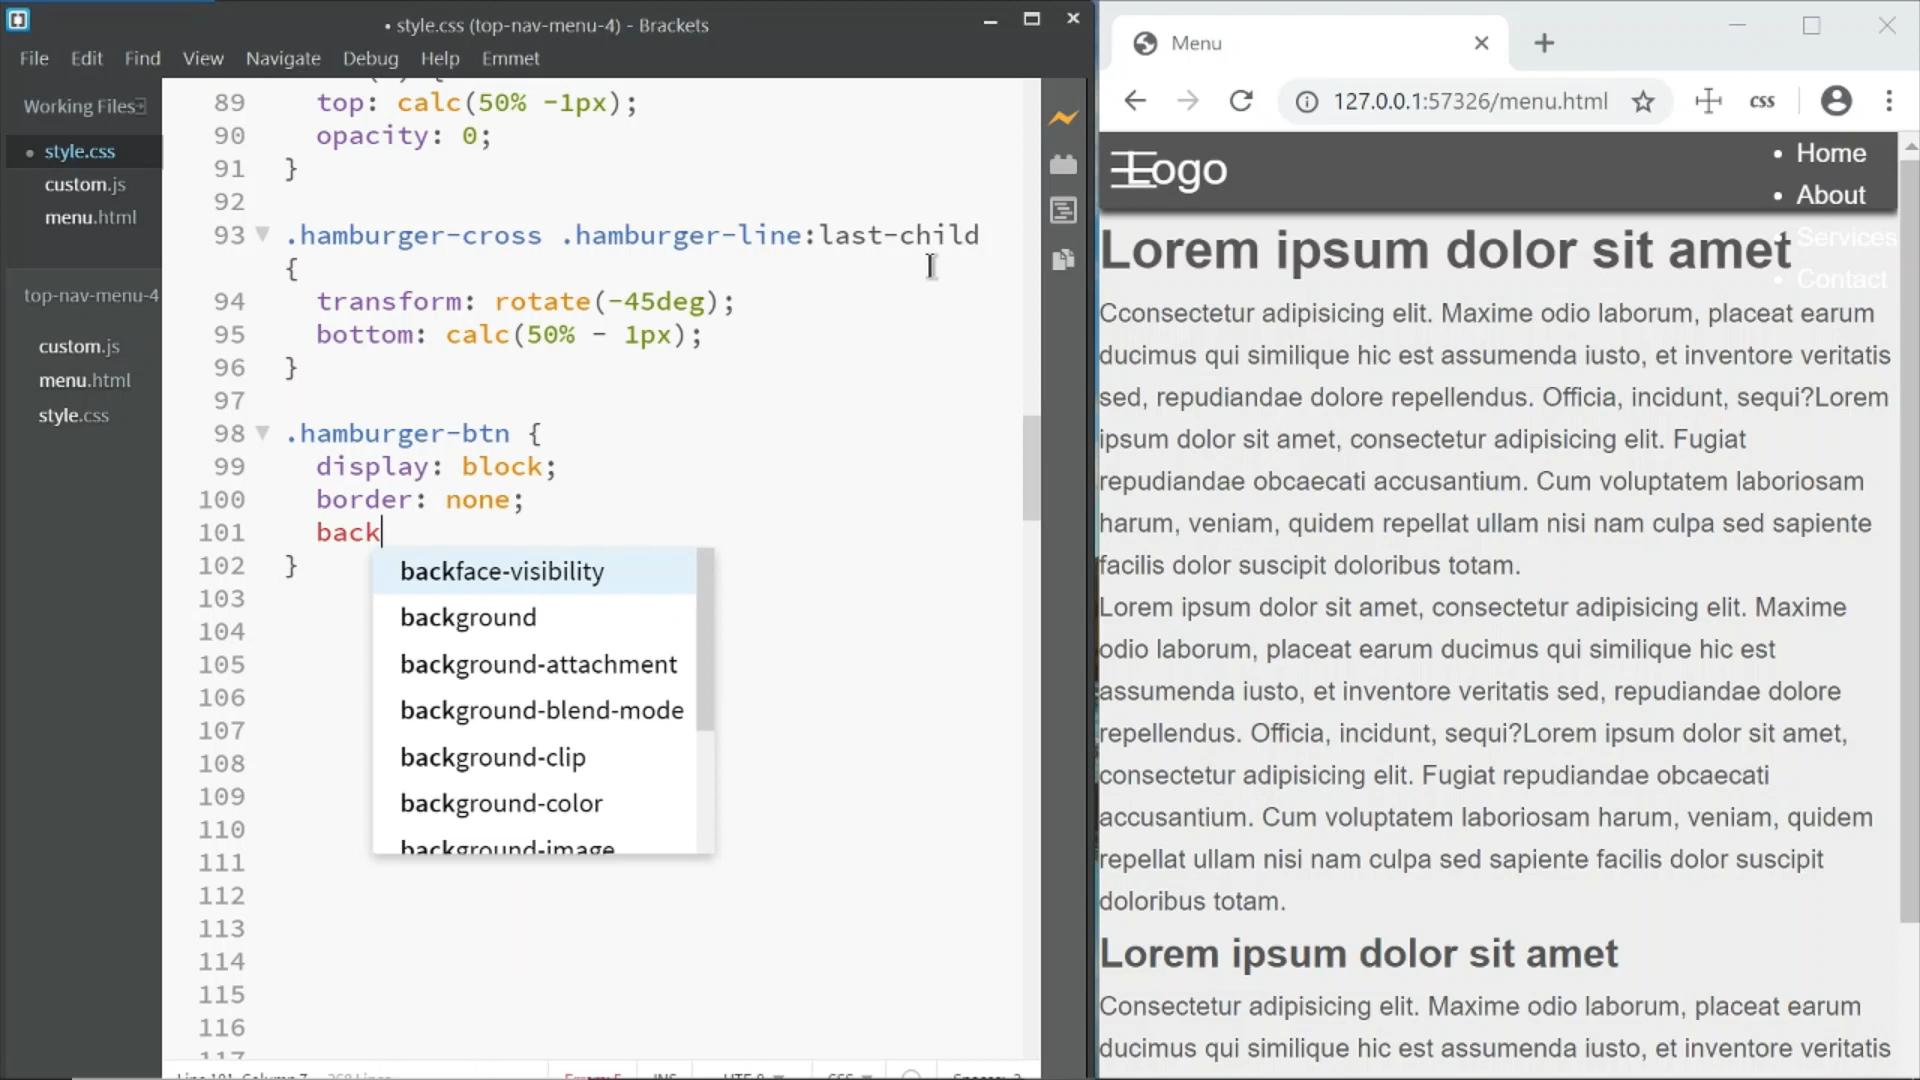 • style.css (top-nav-menu-4) - Brackets
File Edit Find View Navigate Debug Help Emmet
Working Files
• style.css
custom.js
menu.html
top-nav-menu-4
custom.js
menu.html
style.css
89 top: calc(50% -1px);
90 opacity: 0;
91 }
92
93 .hamburger-cross .hamburger-line:last-child
{
94 transform: rotate(-45deg);
95 bottom: calc(50% - 1px);
96 }
97
98 .hamburger-btn {
99 display: block;
100 border: none;
101 back
102 }
103
104
105
106
107
108
109
110
111
112
113
114
115
116
117
backface-visibility
background
background-attachment
background-blend-mode
background-clip
background-color
background-image
Menu
127.0.0.1:57326/menu.html
css
Logo
• Home
• About
• Services
• Contact
Lorem ipsum dolor sit amet
Cconsectetur adipisicing elit. Maxime odio laborum, placeat earum
ducimus qui similique hic est assumenda iusto, et inventore veritatis
sed, repudiandae dolore repellendus. Officia, incidunt, sequi?Lorem
ipsum dolor sit amet, consectetur adipisicing elit. Fugiat
repudiandae obcaecati accusantium. Cum voluptatem laboriosam
harum, veniam, quidem repellat ullam nisi nam culpa sed sapiente
facilis dolor suscipit doloribus totam.
Lorem ipsum dolor sit amet, consectetur adipisicing elit. Maxime
odio laborum, placeat earum ducimus qui similique hic est
assumenda iusto, et inventore veritatis sed, repudiandae dolore
repellendus. Officia, incidunt, sequi?Lorem ipsum dolor sit amet,
consectetur adipisicing elit. Fugiat repudiandae obcaecati
accusantium. Cum voluptatem laboriosam harum, veniam, quidem
repellat ullam nisi nam culpa sed sapiente facilis dolor suscipit
doloribus totam.
Lorem ipsum dolor sit amet
Consectetur adipisicing elit. Maxime odio laborum, placeat earum
ducimus qui similique hic est assumenda iusto, et inventore veritatis